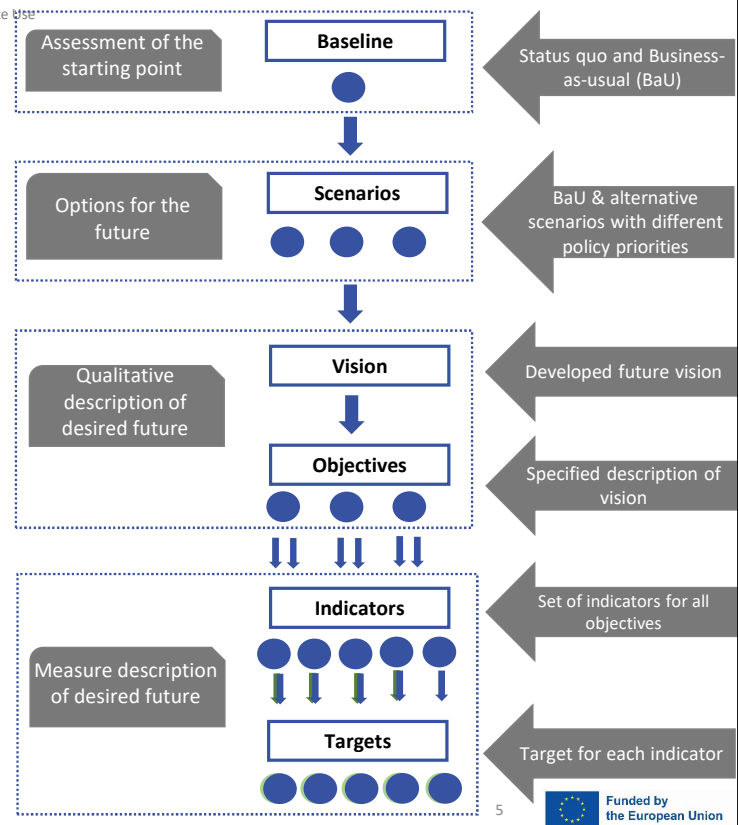 te Use
Assessment of the
starting point
Baseline
Status quo and Business-
as-usual (BaU)
Options for the
future
Scenarios
BaU & alternative
scenarios with different
policy priorities
Qualitative
description of
desired future
Vision
Developed future vision
Objectives
Specified description of
vision
Measure description
of desired future
Indicators
Set of indicators for all
objectives
Targets
Target for each indicator
5
Funded by
the European Union